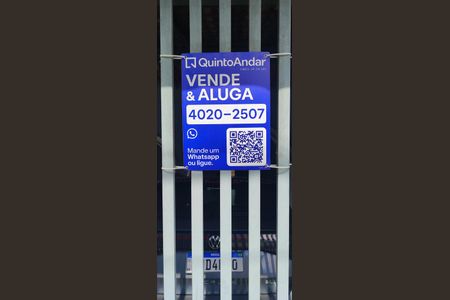 QuintoAndar
VENDE
& ALUGA
4020-2507
Mande um
Whatsapp
ou ligue.